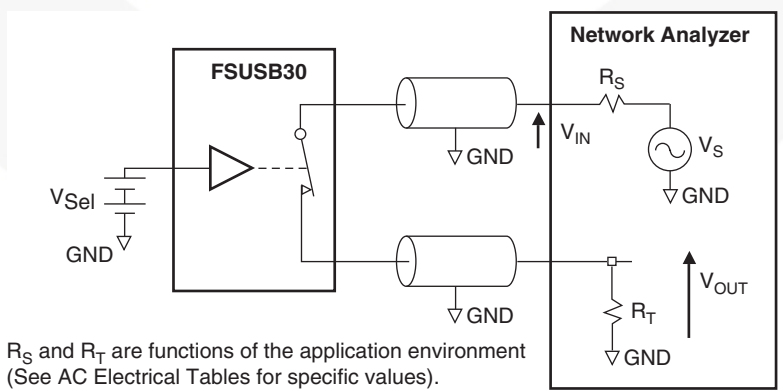 Network Analyzer
FSUSB30
R_S
V_IN
V_S
GND
GND
V_Sel
GND
V_OUT
R_T
GND
GND
R_S and R_T are functions of the application environment
(See AC Electrical Tables for specific values).